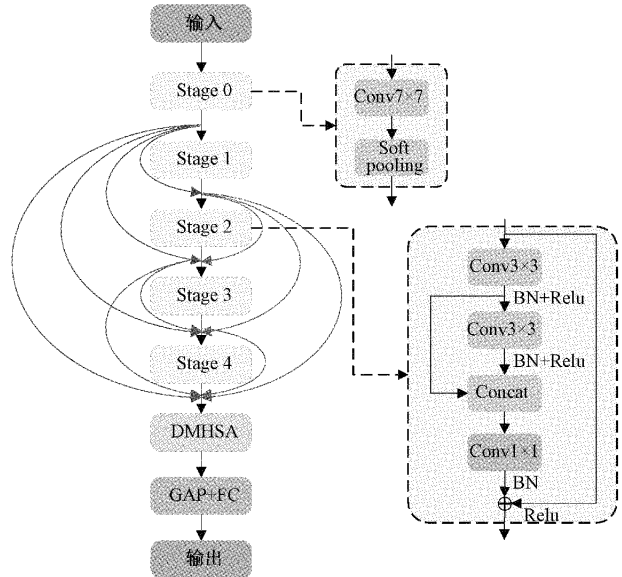 输入
Stage 0
Stage 1
Stage 2
Stage 3
Stage 4
DMHSA
GAP+FC
输出
Conv7×7
Soft
pooling
Conv3×3
BN+Relu
Conv3×3
BN+Relu
Concat
Conv1×1
BN
Relu